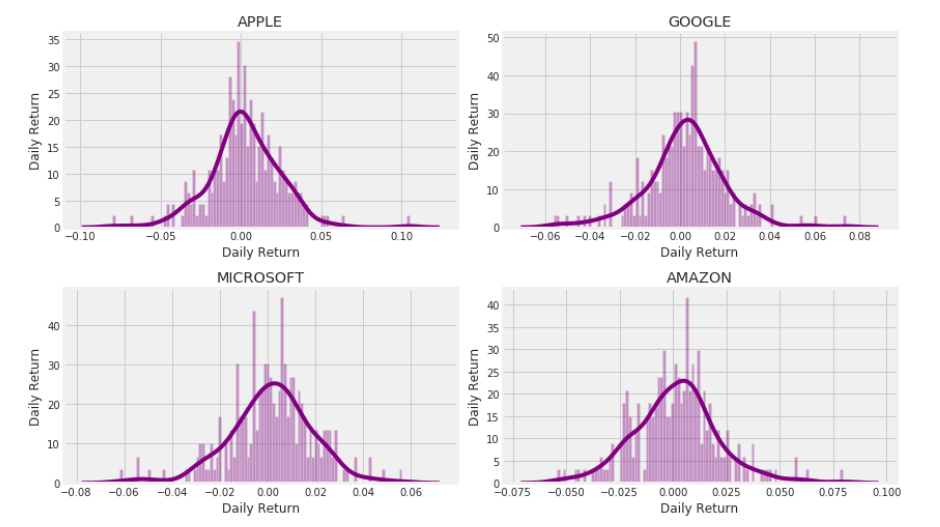 APPLE
35
30
25
20
15
10
5
0
Daily Return
−0.10 −0.05 0.00 0.05 0.10
Daily Return
GOOGLE
50
40
30
20
10
0
Daily Return
−0.06 −0.04 −0.02 0.00 0.02 0.04 0.06 0.08
Daily Return
MICROSOFT
40
30
20
10
0
Daily Return
−0.08 −0.06 −0.04 −0.02 0.00 0.02 0.04 0.06
Daily Return
AMAZON
40
35
30
25
20
15
10
5
0
Daily Return
−0.075 −0.050 −0.025 0.000 0.025 0.050 0.075 0.100
Daily Return